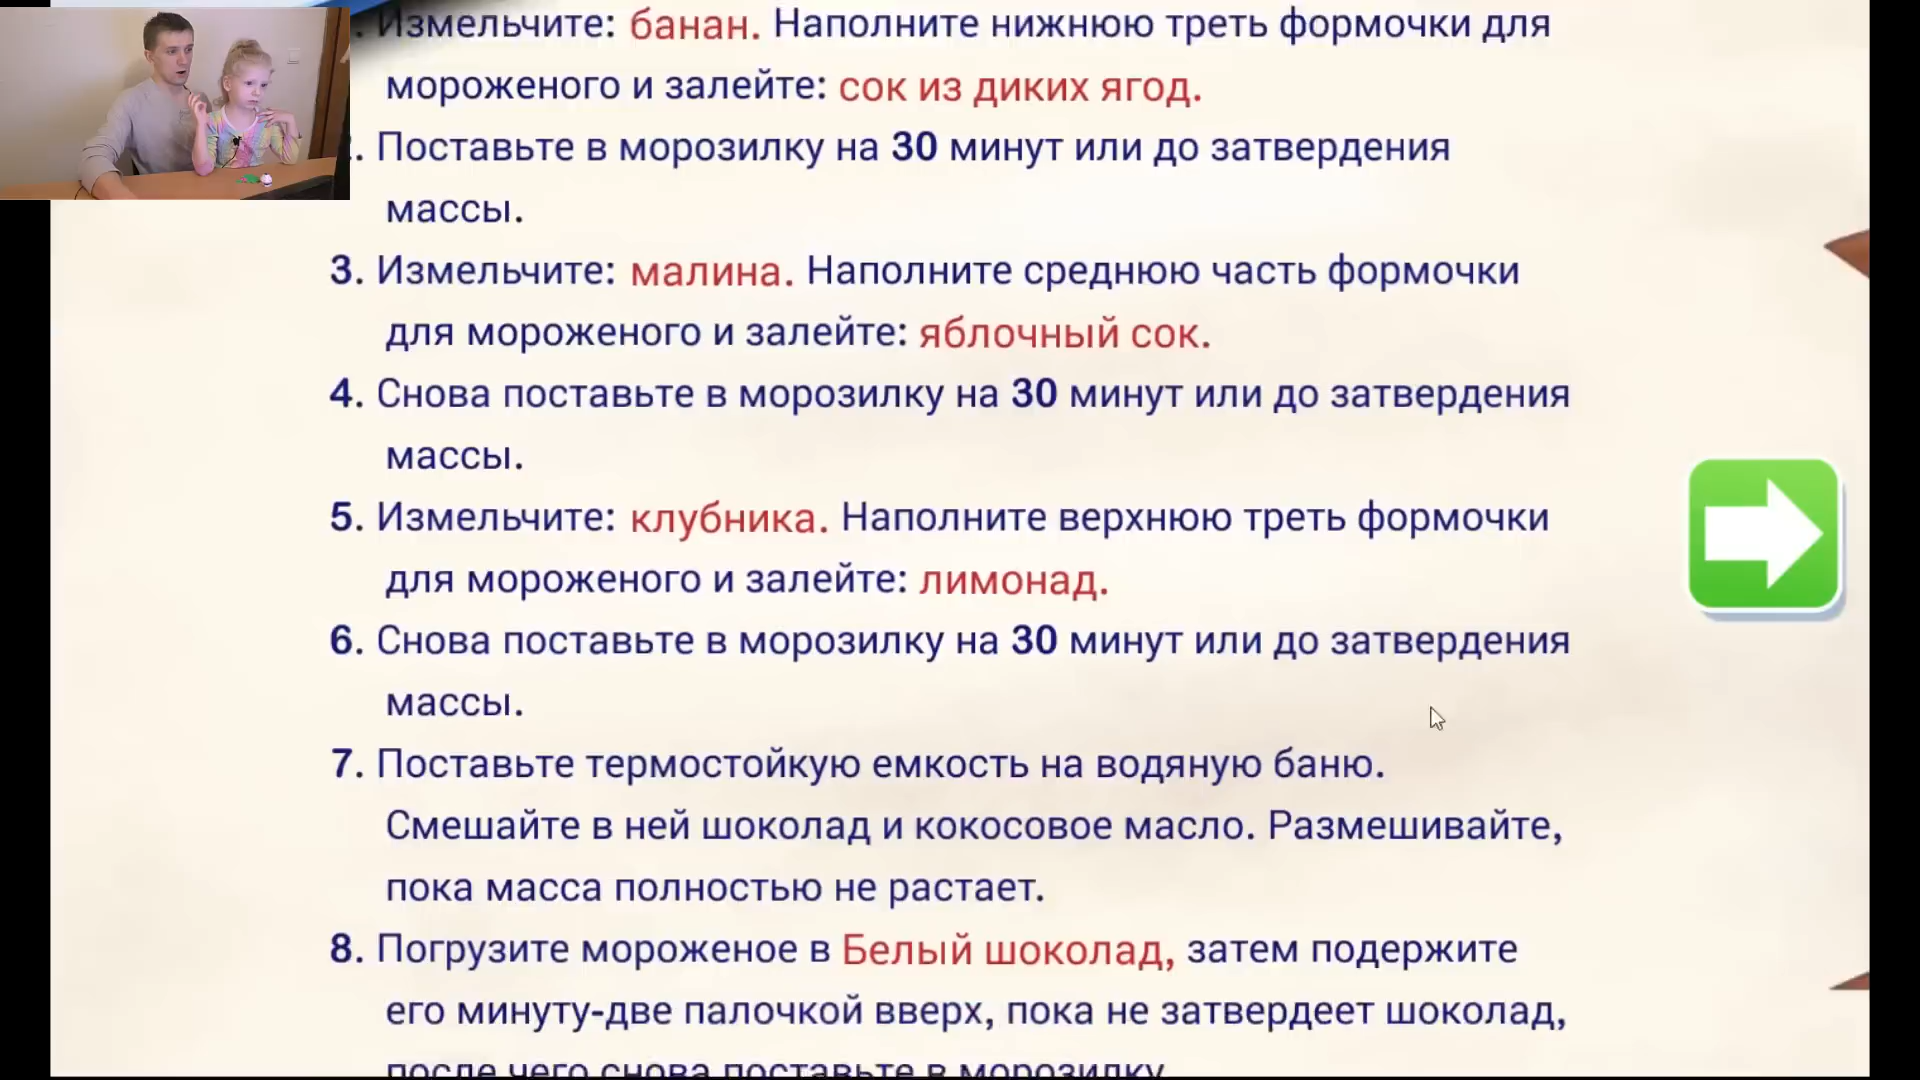 Измельчите: банан. Наполните нижнюю треть формочки для
мороженого и залейте: сок из диких ягод.
. Поставьте в морозилку на 30 минут или до затвердения
массы.
3. Измельчите: малина. Наполните среднюю часть формочки
для мороженого и залейте: яблочный сок.
4. Снова поставьте в морозилку на 30 минут или до затвердения
массы.
5. Измельчите: клубника. Наполните верхнюю треть формочки
для мороженого и залейте: лимонад.
6. Снова поставьте в морозилку на 30 минут или до затвердения
массы.
7. Поставьте термостойкую емкость на водяную баню.
Смешайте в ней шоколад и кокосовое масло. Размешивайте,
пока масса полностью не растает.
8. Погрузите мороженое в Белый шоколад, затем подержите
его минуту-две палочкой вверх, пока не затвердеет шоколад,
после чего снова поставьте в морозилку.